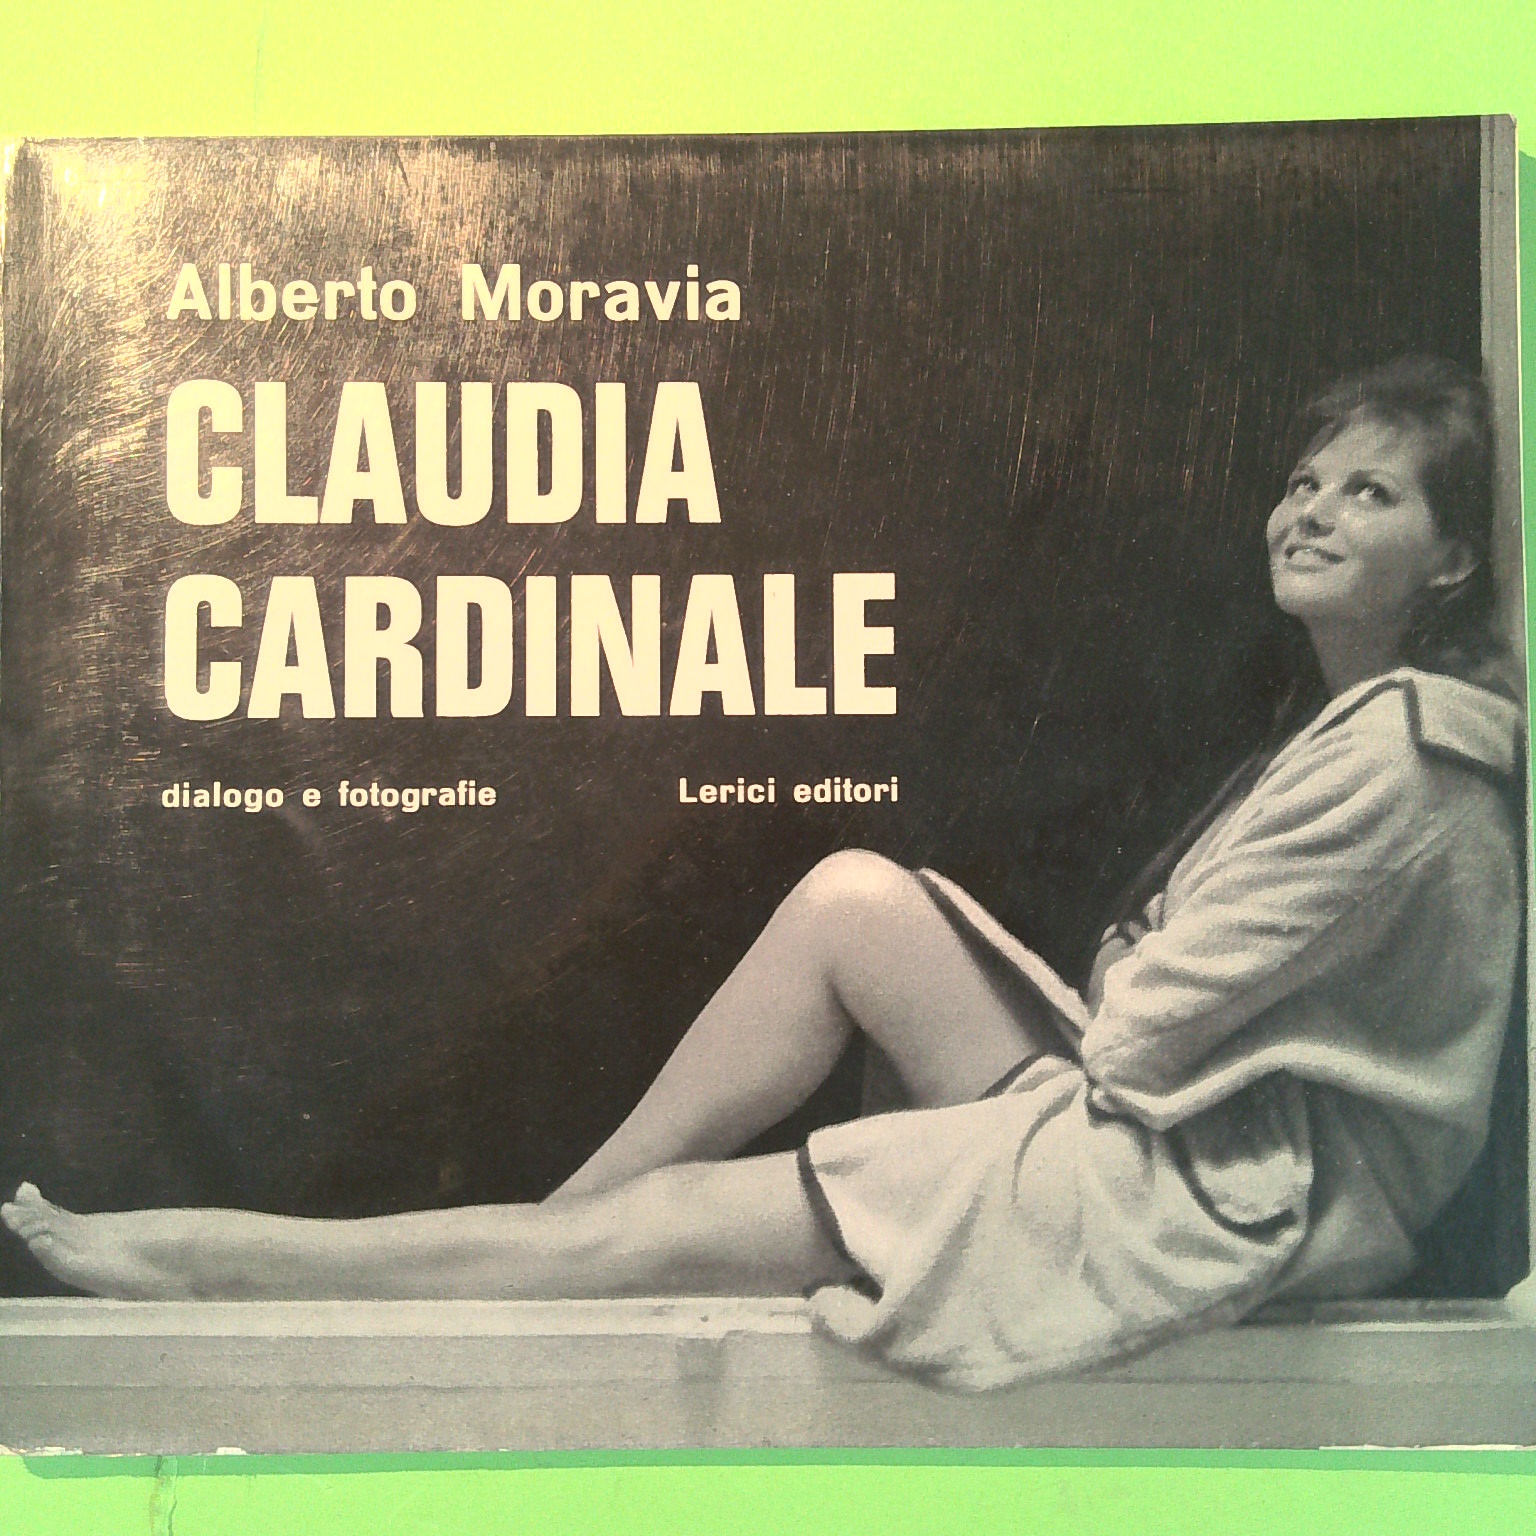 Alberto Moravia
CLAUDIA
CARDINALE
dialogo e fotografie Lerici editori